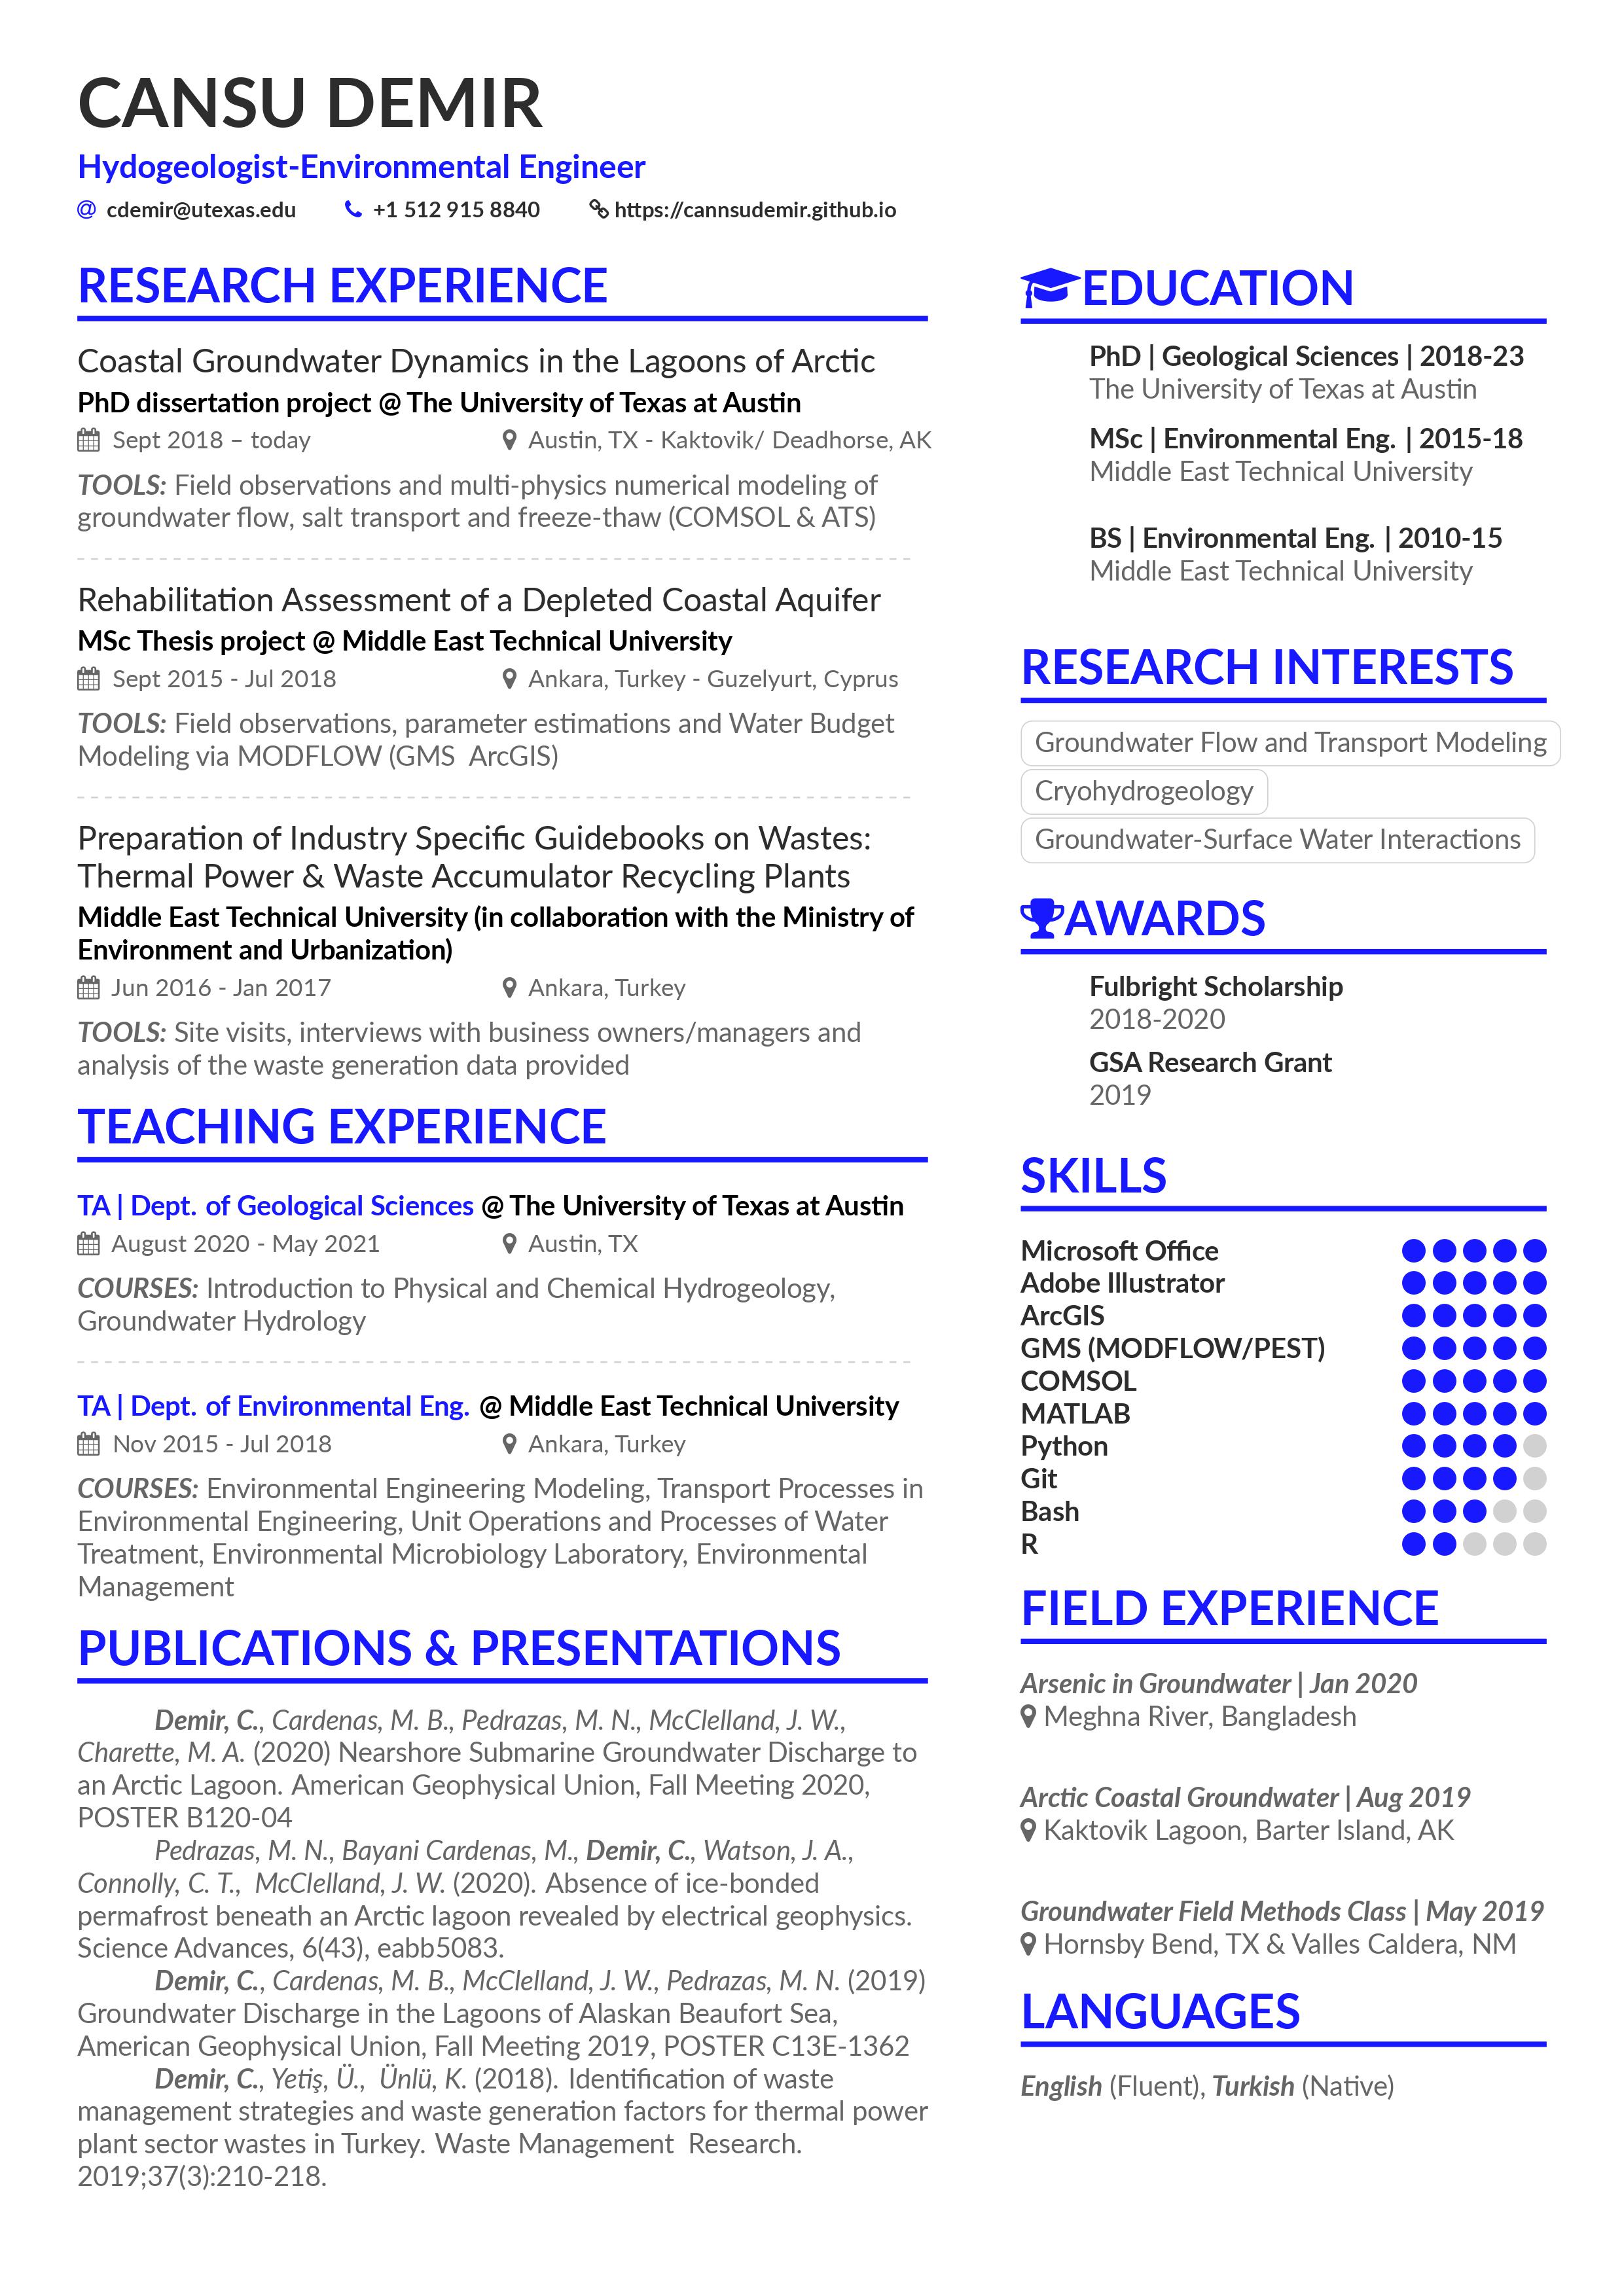 CANSU DEMIR
Hydogeologist-Environmental Engineer
cdemir@utexas.edu +1 512 915 8840 https://cannsudemir.github.io
RESEARCH EXPERIENCE
Coastal Groundwater Dynamics in the Lagoons of Arctic
PhD dissertation project @ The University of Texas at Austin
Sept 2018 – today Austin, TX - Kaktovik/ Deadhorse, AK
TOOLS: Field observations and multi-physics numerical modeling of
groundwater flow, salt transport and freeze-thaw (COMSOL & ATS)
Rehabilitation Assessment of a Depleted Coastal Aquifer
MSc Thesis project @ Middle East Technical University
Sept 2015 - Jul 2018 Ankara, Turkey - Guzelyurt, Cyprus
TOOLS: Field observations, parameter estimations and Water Budget
Modeling via MODFLOW (GMS ArcGIS)
Preparation of Industry Specific Guidebooks on Wastes:
Thermal Power & Waste Accumulator Recycling Plants
Middle East Technical University (in collaboration with the Ministry of
Environment and Urbanization)
Jun 2016 - Jan 2017 Ankara, Turkey
TOOLS: Site visits, interviews with business owners/managers and
analysis of the waste generation data provided
TEACHING EXPERIENCE
TA | Dept. of Geological Sciences @ The University of Texas at Austin
August 2020 - May 2021 Austin, TX
COURSES: Introduction to Physical and Chemical Hydrogeology,
Groundwater Hydrology
TA | Dept. of Environmental Eng. @ Middle East Technical University
Nov 2015 - Jul 2018 Ankara, Turkey
COURSES: Environmental Engineering Modeling, Transport Processes in
Environmental Engineering, Unit Operations and Processes of Water
Treatment, Environmental Microbiology Laboratory, Environmental
Management
PUBLICATIONS & PRESENTATIONS
Demir, C., Cardenas, M. B., Pedrazas, M. N., McClelland, J. W.,
Charette, M. A. (2020) Nearshore Submarine Groundwater Discharge to
an Arctic Lagoon. American Geophysical Union, Fall Meeting 2020,
POSTER B120-04
Pedrazas, M. N., Bayani Cardenas, M., Demir, C., Watson, J. A.,
Connolly, C. T., McClelland, J. W. (2020). Absence of ice-bonded
permafrost beneath an Arctic lagoon revealed by electrical geophysics.
Science Advances, 6(43), eabb5083.
Demir, C., Cardenas, M. B., McClelland, J. W., Pedrazas, M. N. (2019)
Groundwater Discharge in the Lagoons of Alaskan Beaufort Sea,
American Geophysical Union, Fall Meeting 2019, POSTER C13E-1362
Demir, C., Yetiş, Ü., Ünlü, K. (2018). Identification of waste
management strategies and waste generation factors for thermal power
plant sector wastes in Turkey. Waste Management Research.
2019;37(3):210-218.
EDUCATION
PhD | Geological Sciences | 2018-23
The University of Texas at Austin
MSc | Environmental Eng. | 2015-18
Middle East Technical University
BS | Environmental Eng. | 2010-15
Middle East Technical University
RESEARCH INTERESTS
Groundwater Flow and Transport Modeling
Cryohydrogeology
Groundwater-Surface Water Interactions
AWARDS
Fulbright Scholarship
2018-2020
GSA Research Grant
2019
SKILLS
Microsoft Office
Adobe Illustrator
ArcGIS
GMS (MODFLOW/PEST)
COMSOL
MATLAB
Python
Git
Bash
R
FIELD EXPERIENCE
Arsenic in Groundwater | Jan 2020
Meghna River, Bangladesh
Arctic Coastal Groundwater | Aug 2019
Kaktovik Lagoon, Barter Island, AK
Groundwater Field Methods Class | May 2019
Hornsby Bend, TX & Valles Caldera, NM
LANGUAGES
English (Fluent), Turkish (Native)